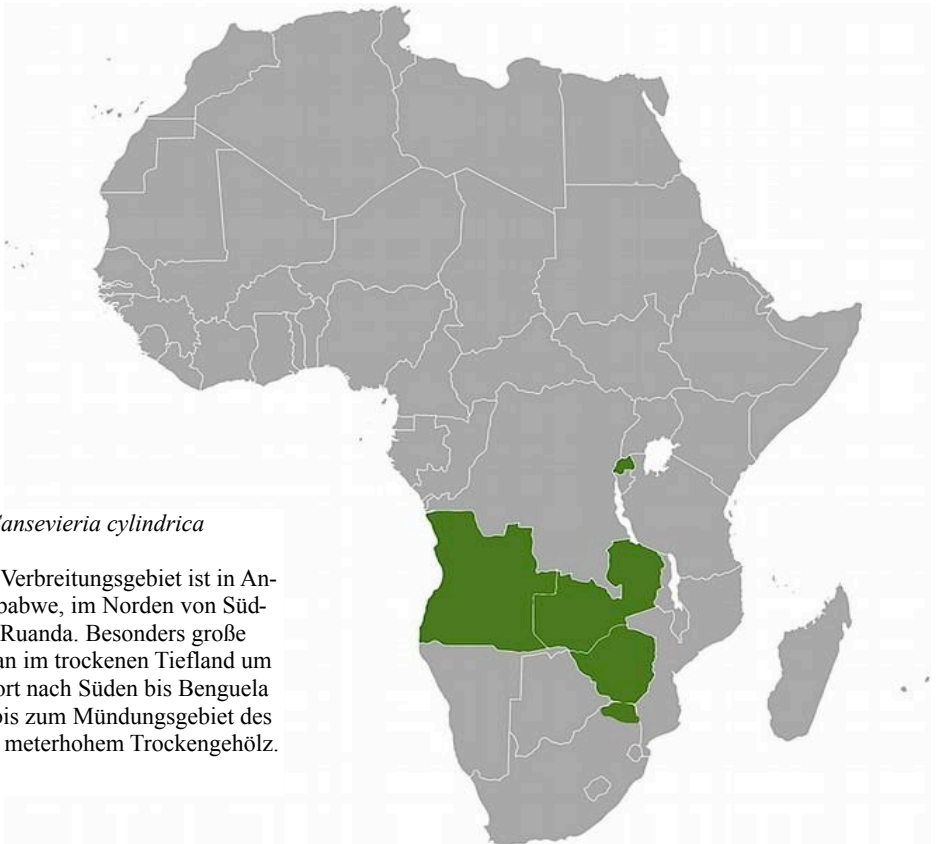 ansevieria cylindrica
Verbreitungsgebiet ist in An-
babwe, im Norden von Süd-
Ruanda. Besonders große
an im trockenen Tiefland um
ort nach Süden bis Benguela
bis zum Mündungsgebiet des
meterhohem Trockengehölz.